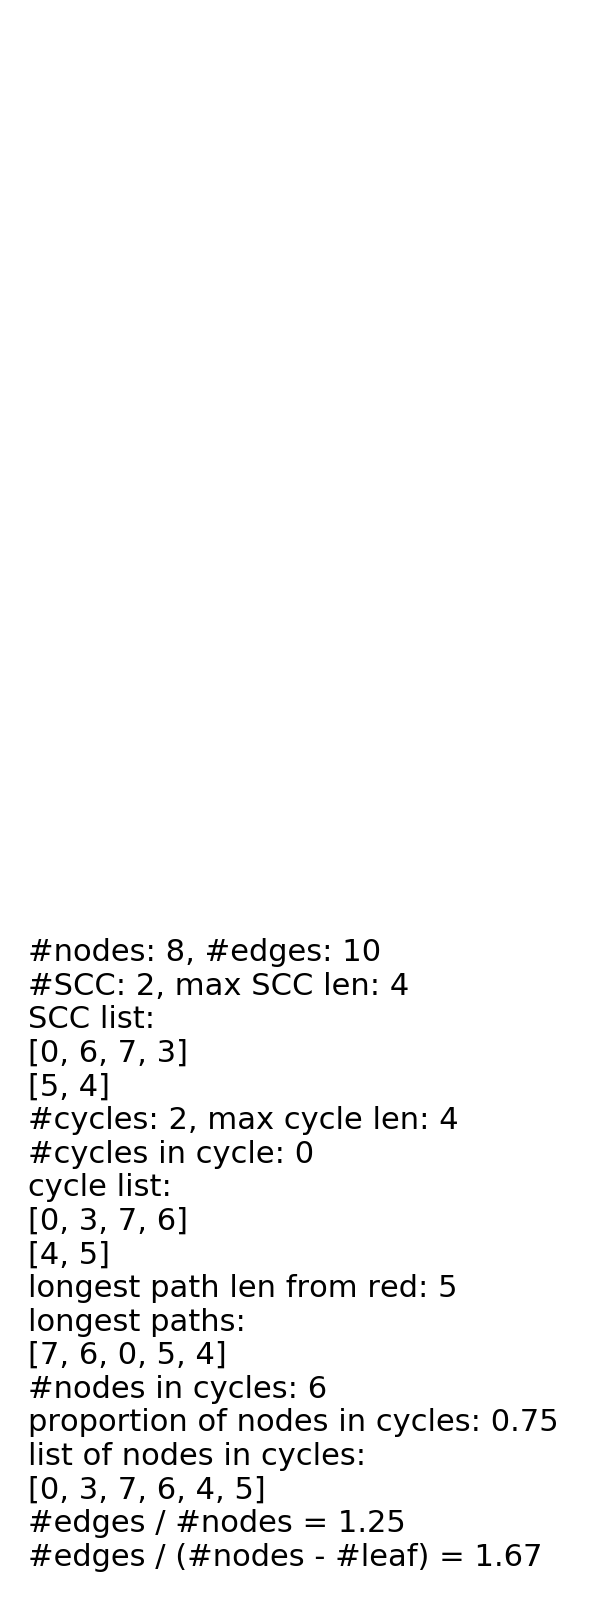 #nodes: 8, #edges: 10
#SCC: 2, max SCC len: 4
SCC list:
[0, 6, 7, 3]
[5, 4]
#cycles: 2, max cycle len: 4
#cycles in cycle: 0
cycle list:
[0, 3, 7, 6]
[4, 5]
longest path len from red: 5
longest paths:
[7, 6, 0, 5, 4]
#nodes in cycles: 6
proportion of nodes in cycles: 0.75
list of nodes in cycles:
[0, 3, 7, 6, 4, 5]
#edges / #nodes = 1.25
#edges / (#nodes - #leaf) = 1.67